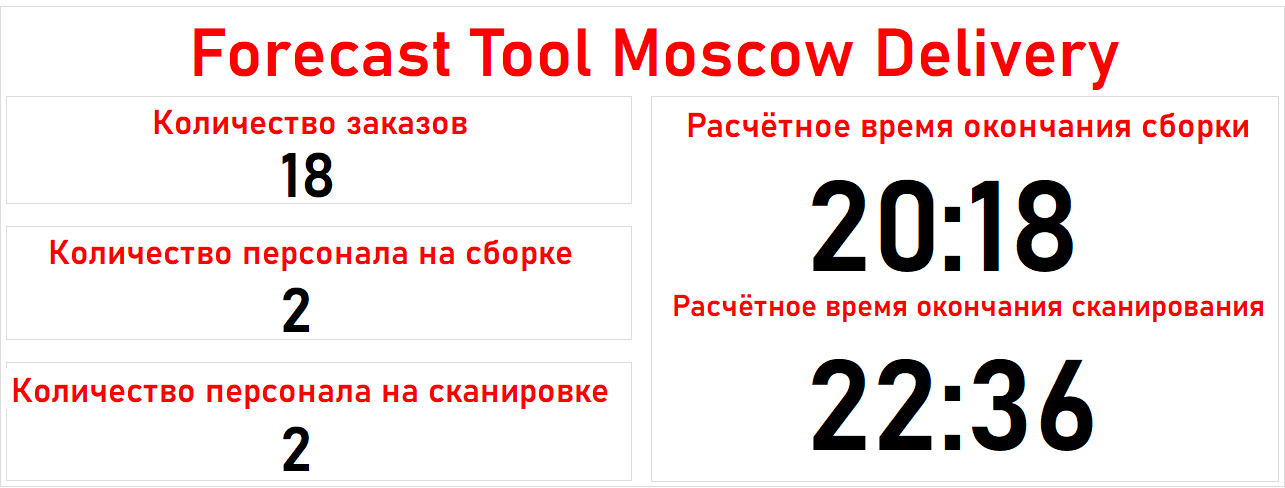 Forecast Tool Moscow Delivery
Количество заказов
18
Количество персонала на сборке
2
Количество персонала на сканировке
2
Расчётное время окончания сборки
20:18
Расчётное время окончания сканирования
22:36